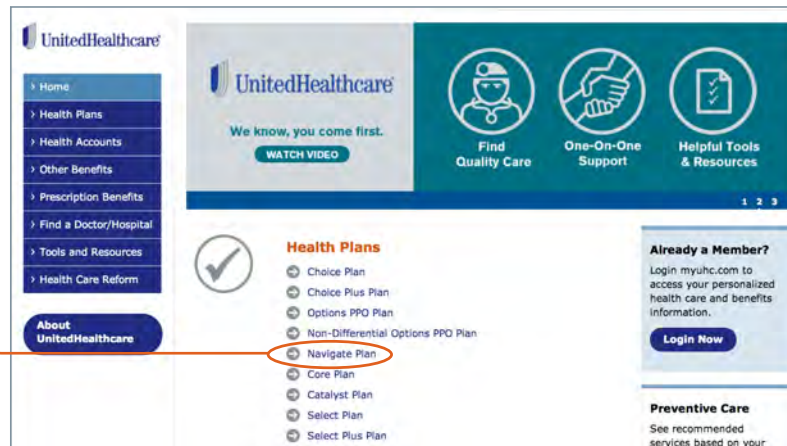 UnitedHealthcare
> Home
> Health Plans
> Health Accounts
> Other Benefits
> Prescription Benefits
> Find a Doctor/Hospital
> Tools and Resources
> Health Care Reform
About
UnitedHealthcare
UnitedHealthcare
We know, you come first.
WATCH VIDEO
Find
Quality Care
One-On-One
Support
Helpful Tools
& Resources
1 2 3
Health Plans
Choice Plan
Choice Plus Plan
Options PPO Plan
Non-Differential Options PPO Plan
Navigate Plan
Core Plan
Catalyst Plan
Select Plan
Select Plus Plan
Already a Member?
Login myuhc.com to
access your personalized
health care and benefits
information.
Login Now
Preventive Care
See recommended
services based on your